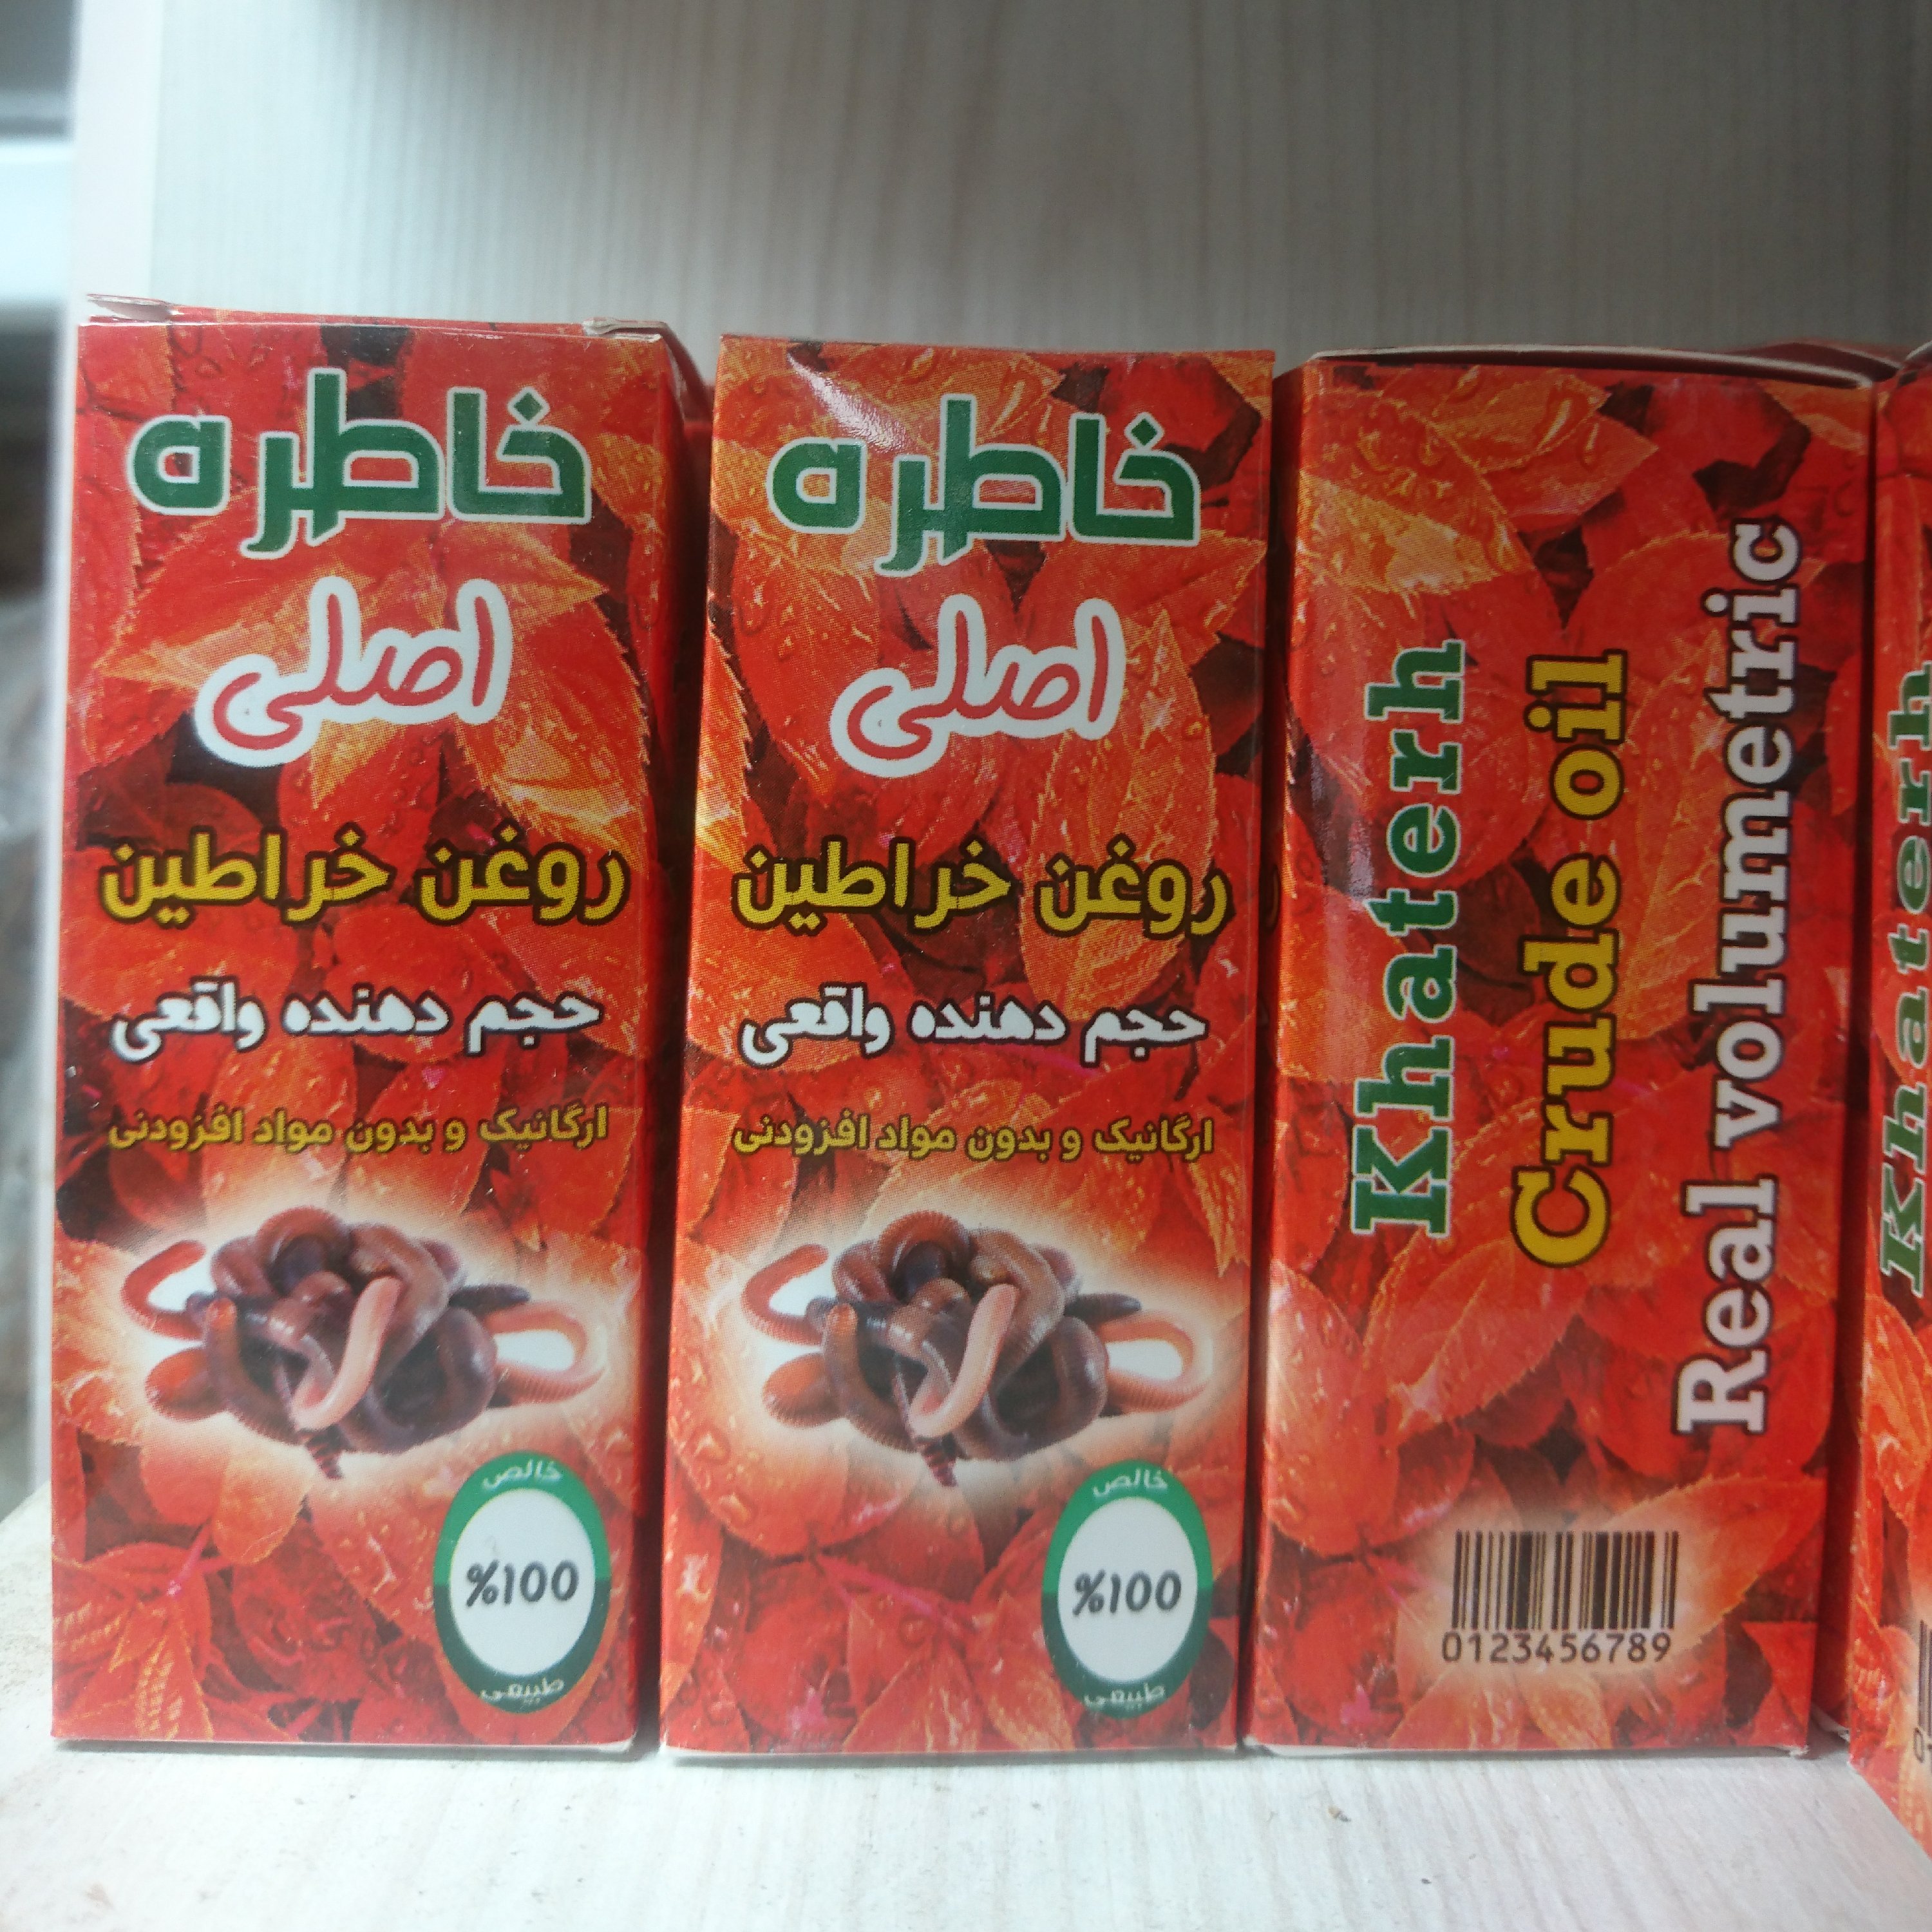 خاطره
اصلی
روغن خراطین
حجم دهنده واقعی
ارگانیک و بدون مواد افزودنی
خالص
%100
طبیعی
خاطره
اصلی
روغن خراطین
حجم دهنده واقعی
ارگانیک و بدون مواد افزودنی
خالص
%100
طبیعی
Khaterh
Crude oil
Real volumetric
0123456789
Khaterh